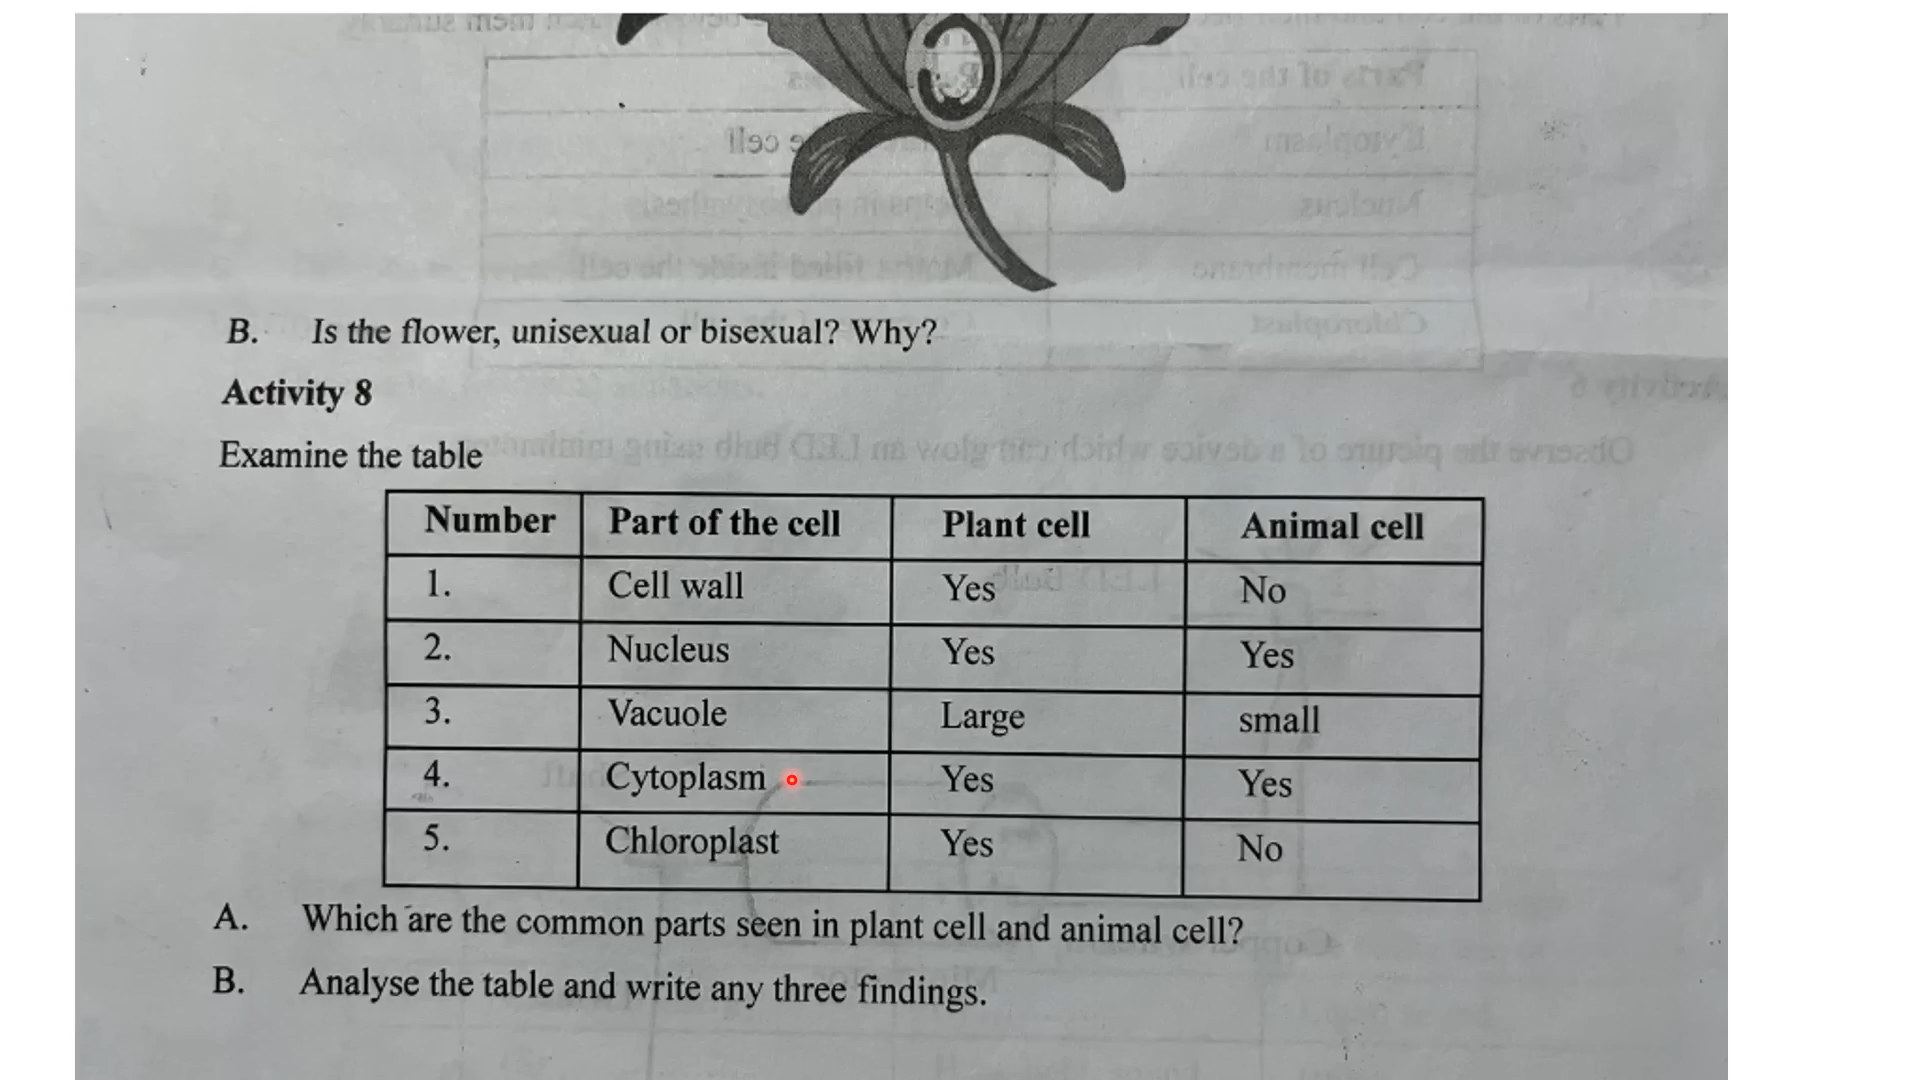 B. Is the flower, unisexual or bisexual? Why?
Activity 8
Examine the table
Number Part of the cell Plant cell Animal cell
1. Cell wall Yes No
2. Nucleus Yes Yes
3. Vacuole Large small
4. Cytoplasm Yes Yes
5. Chloroplast Yes No
A. Which are the common parts seen in plant cell and animal cell?
B. Analyse the table and write any three findings.